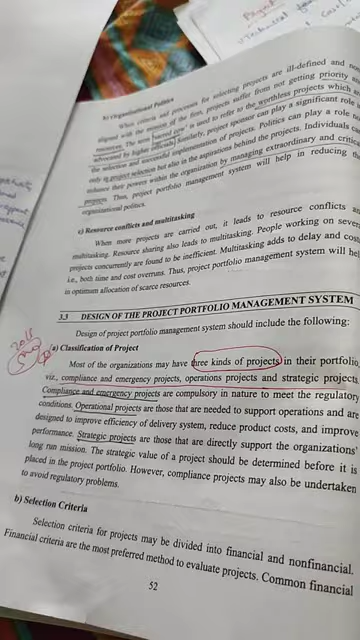 b) Organizational Politics
When criteria and processes for selecting projects are ill-defined and not
aligned with the mission of the firm, projects suffer from not getting priority
resources. The term 'sacred cow' is used to refer to the worthless projects which are
advocated by higher officials. Similarly, project sponsor can play a significant role
only in project selection but also in the aspirations behind the projects.
the selection and successful implementation of projects. Politics can play a role
enhance their powers within the organization by managing extraordinary and critical
projects. Thus, project portfolio management system will help in reducing
organizational politics.
c) Resource conflicts and multitasking
When more projects are carried out, it leads to resource conflicts
multitasking. Resource sharing also leads to multitasking. People working on
projects concurrently are found to be inefficient. Multitasking adds to delay and cost
i.e., both time and cost overruns. Thus, project portfolio management system will
in optimum allocation of scarce resources.
3.3 DESIGN OF THE PROJECT PORTFOLIO MANAGEMENT SYSTEM
Design of project portfolio management system should include the following:
a) Classification of Project
Most of the organizations may have three kinds of projects in their portfolio
viz., compliance and emergency projects, operations projects and strategic projects.
Compliance and emergency projects are compulsory in nature to meet the regulatory
conditions. Operational projects are those that are needed to support operations and are
designed to improve efficiency of delivery system, reduce product costs, and improve
performance. Strategic projects are those that are directly support the organizations'
long run mission. The strategic value of a project should be determined before it is
placed in the project portfolio. However, compliance projects may also be undertaken
to avoid regulatory problems.
b) Selection Criteria
Selection criteria for projects may be divided into financial and nonfinancial.
Financial criteria are the most preferred method to evaluate projects. Common financial
52